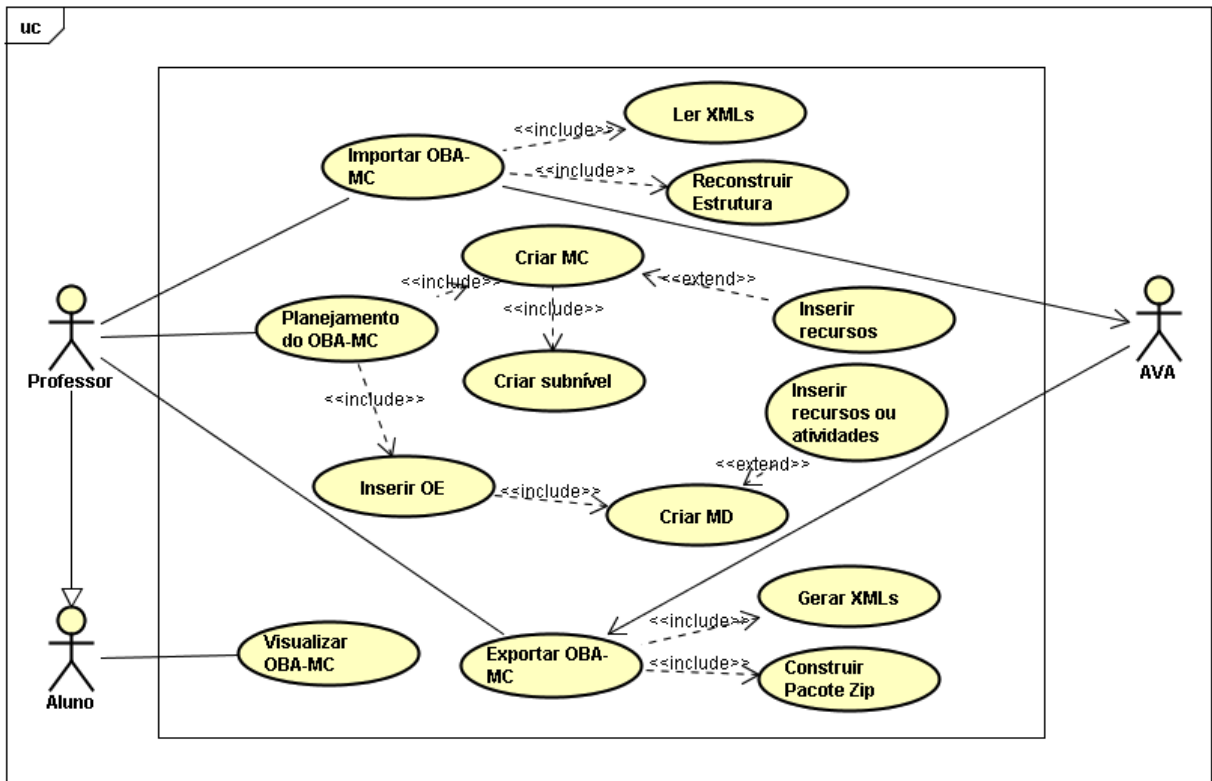 uc
Ler XMLs
<<include>>
Importar OBA-
MC
<<include>>
Reconstruir
Estrutura
Criar MC
<<include>>
<<extend>>
<<include>>
Inserir
recursos
Planejamento
do OBA-MC
Professor
AVA
Criar subnível
Inserir
recursos ou
atividades
<<include>>
<<extend>>
Inserir OE
<<include>>
Criar MD
Gerar XMLs
<<include>>
Visualizar
OBA-MC
Exportar OBA-
MC
<<include>>
Construir
Pacote Zip
Aluno